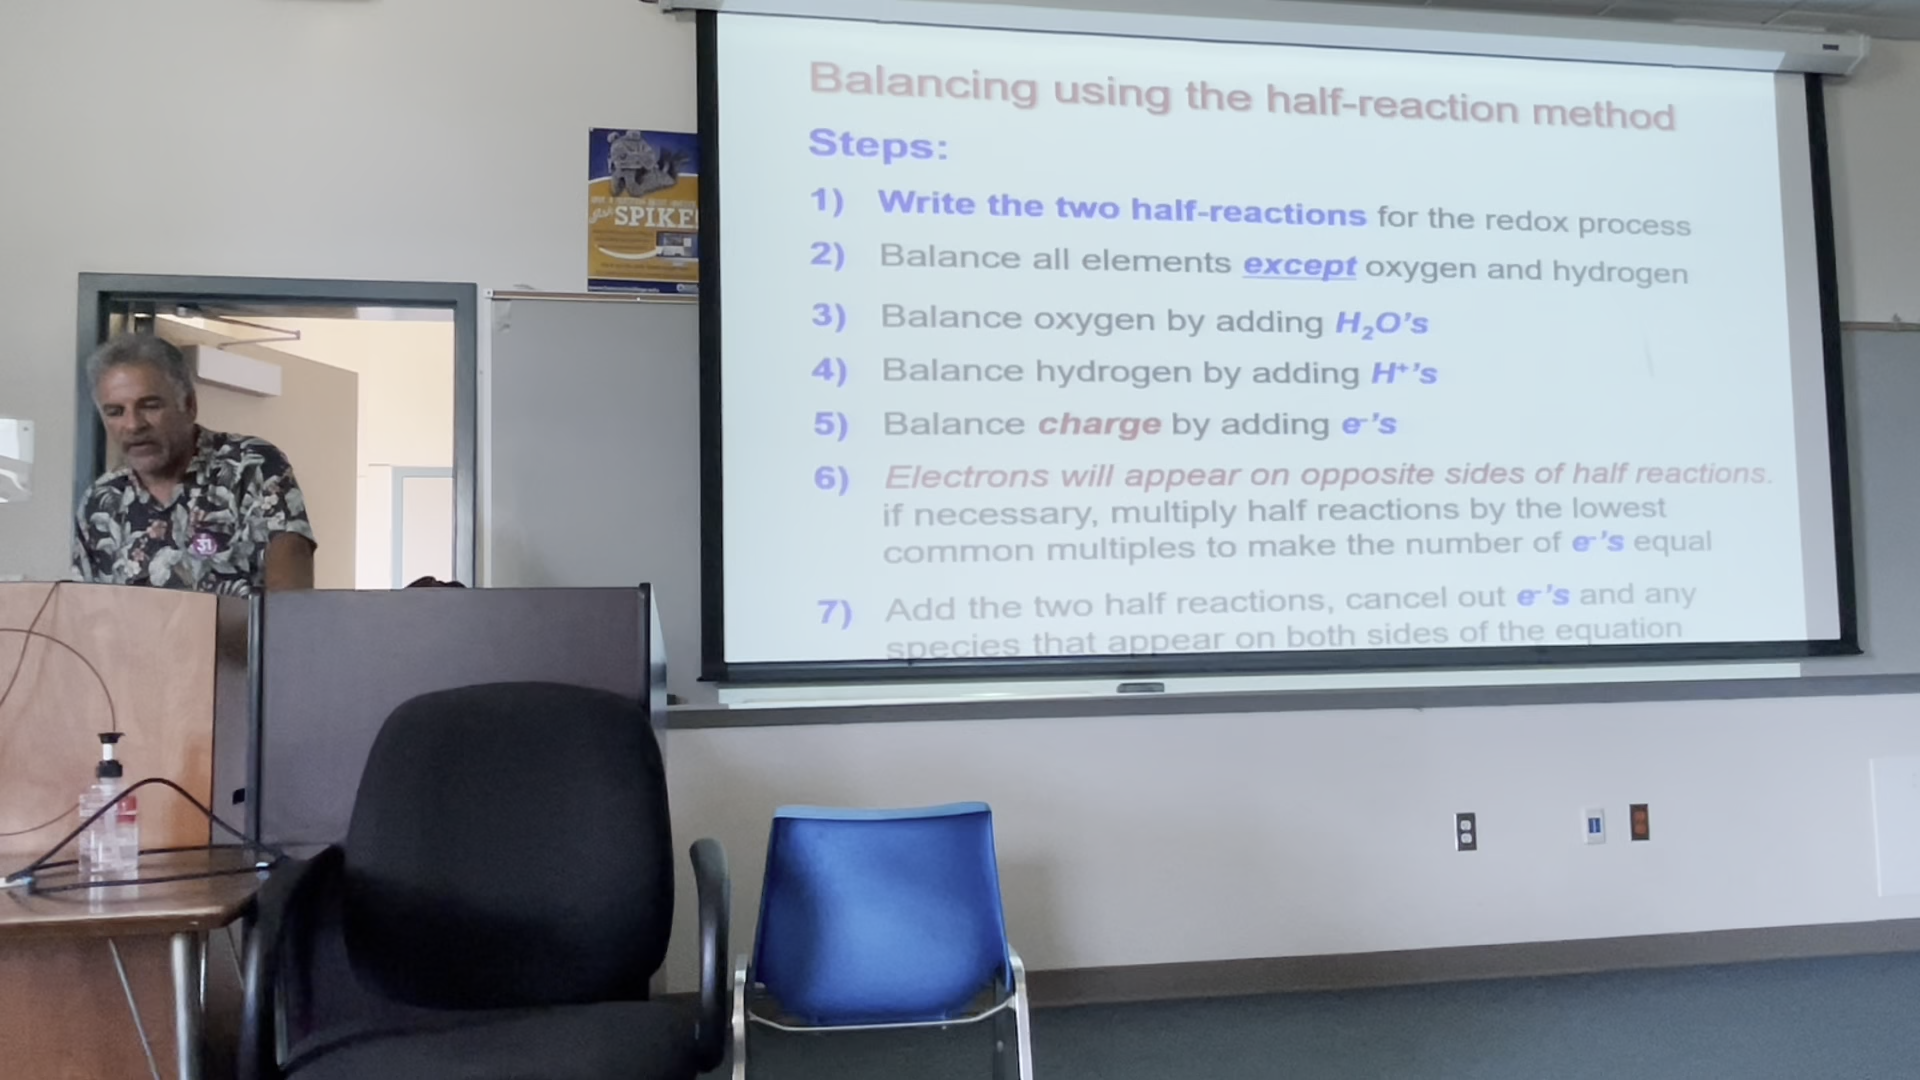 Balancing using the half-reaction method
Steps:
1) Write the two half-reactions for the redox process
2) Balance all elements except oxygen and hydrogen
3) Balance oxygen by adding H₂O's
4) Balance hydrogen by adding H⁺'s
5) Balance charge by adding e⁻'s
6) Electrons will appear on opposite sides of half reactions.
if necessary, multiply half reactions by the lowest
common multiples to make the number of e⁻'s equal
7) Add the two half reactions, cancel out e⁻'s and any
species that appear on both sides of the equation
SPIKE
31